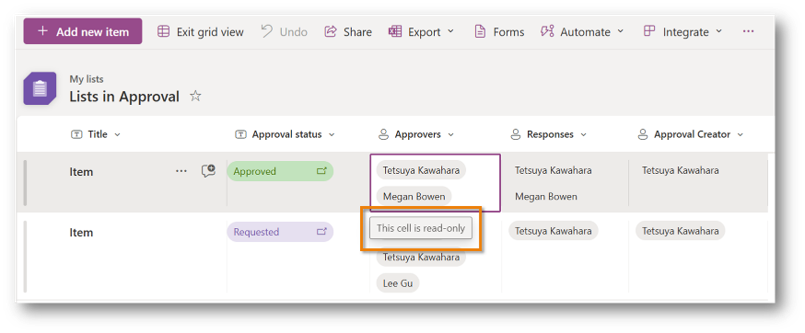 + Add new item Exit grid view Undo Share Export Forms Automate Integrate ...
My lists
Lists in Approval
Title Approval status Approvers Responses Approval Creator
Item ... Approved Tetsuya Kawahara Tetsuya Kawahara Tetsuya Kawahara
Megan Bowen Megan Bowen
Item Requested This cell is read-only Tetsuya Kawahara Tetsuya Kawahara
Tetsuya Kawahara
Lee Gu